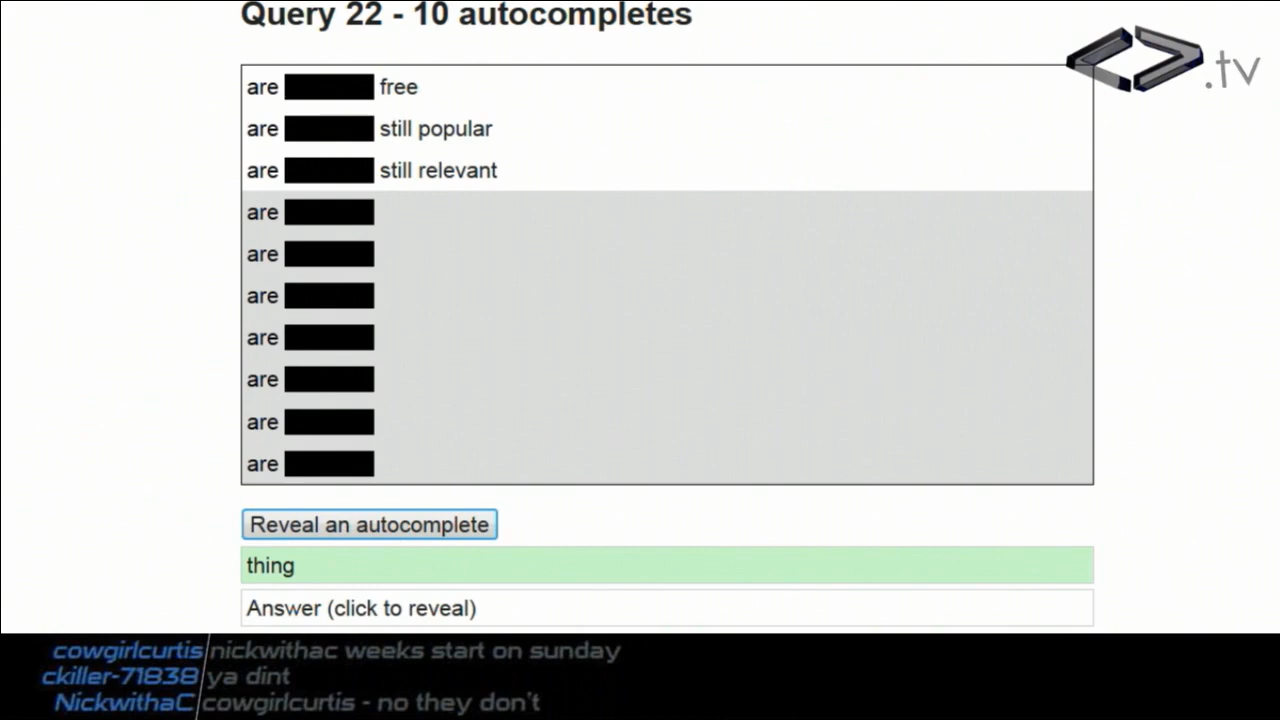 Query 22 - 10 autocompletes
.tv
are free
are still popular
are still relevant
are
are
are
are
are
are
are
Reveal an autocomplete
thing
Answer (click to reveal)
cowgirlcurtis nickwithac weeks start on sunday
ckiller-71838 ya dint
NickwithaC cowgirlcurtis - no they don't